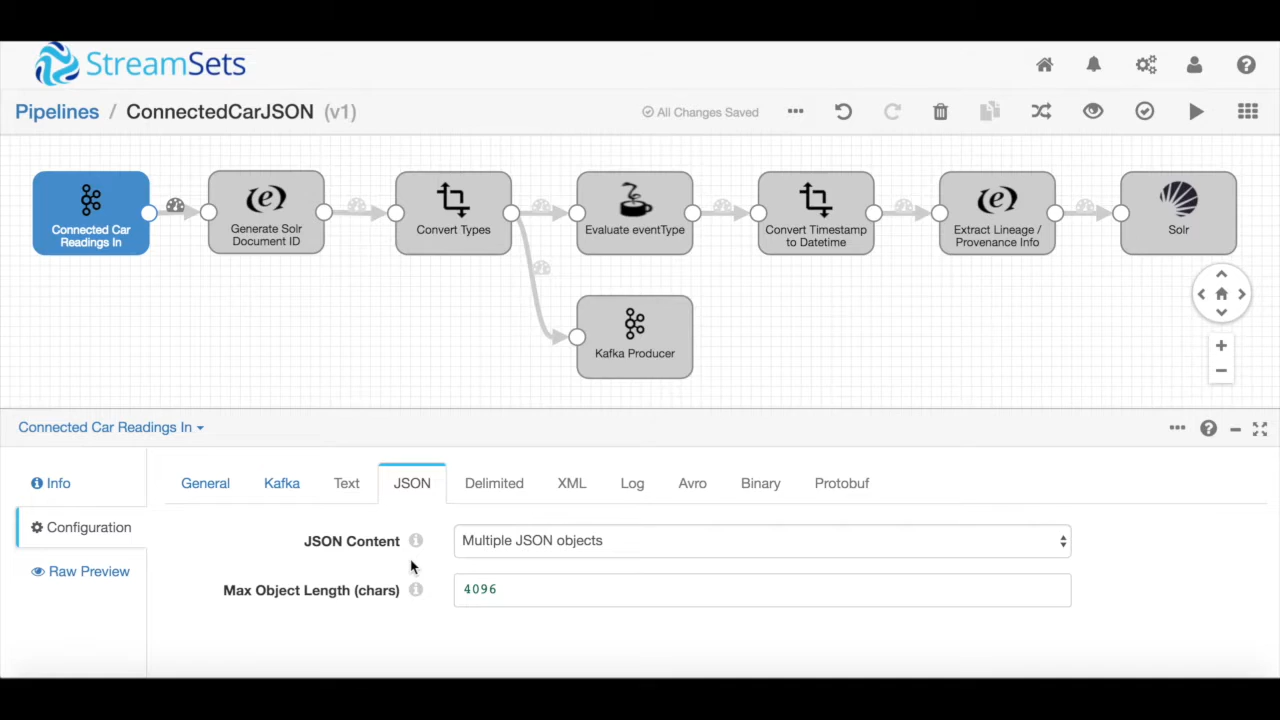 StreamSets
Pipelines / ConnectedCarJSON (v1)
All Changes Saved
Connected Car
Readings In
Generate Solr
Document ID
Convert Types
Evaluate eventType
Convert Timestamp
to Datetime
Extract Lineage /
Provenance Info
Solr
Kafka Producer
Connected Car Readings In
Info
General Kafka Text JSON Delimited XML Log Avro Binary Protobuf
Configuration
JSON Content Multiple JSON objects
Raw Preview
Max Object Length (chars) 4096